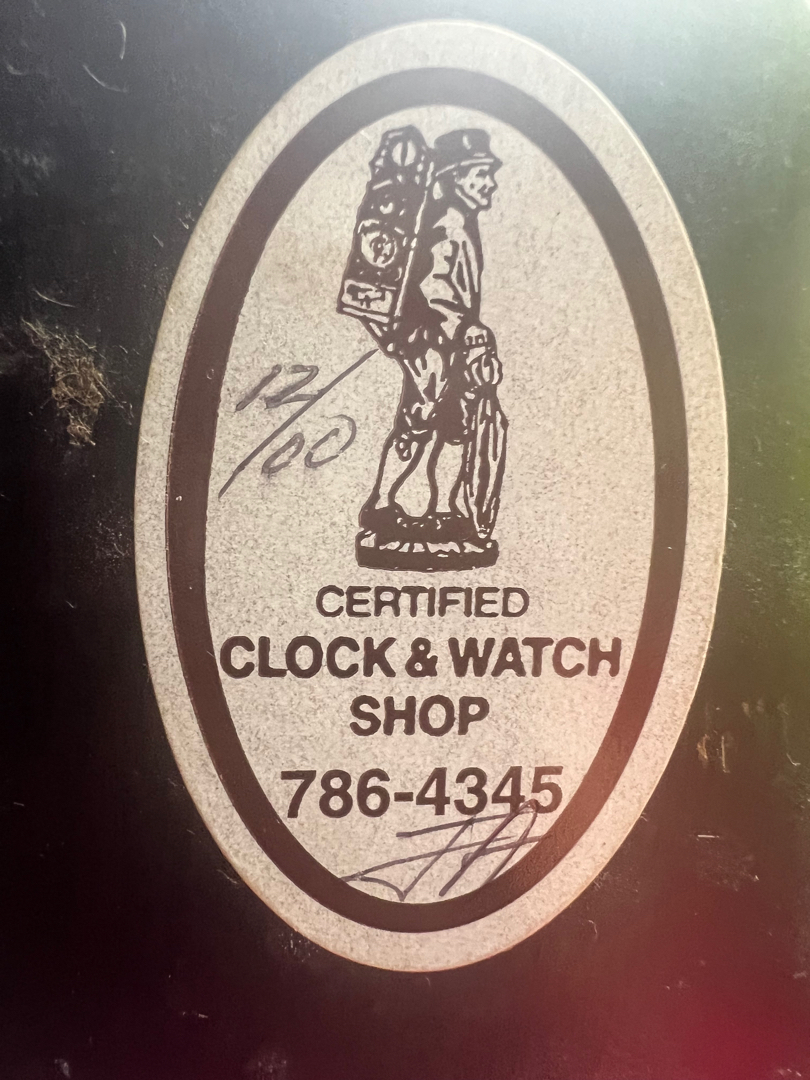 12/00
CERTIFIED
CLOCK & WATCH
SHOP
786-4345